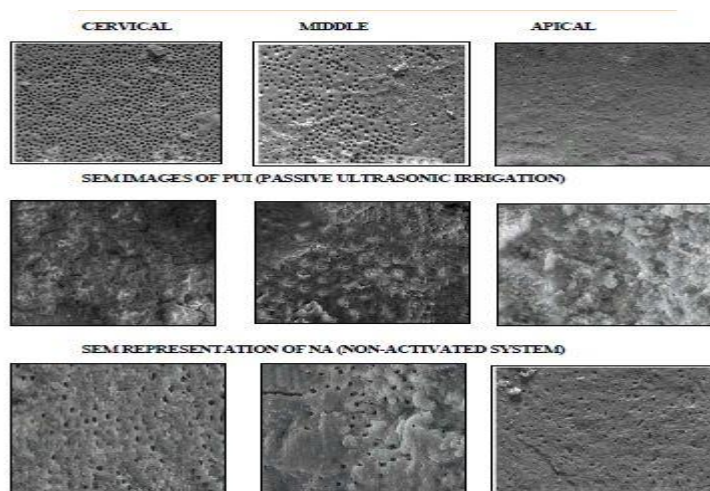 CERVICAL MIDDLE APICAL
SEM IMAGES OF PUI (PASSIVE ULTRASONIC IRRIGATION)
SEM REPRESENTATION OF NA (NON-ACTIVATED SYSTEM)